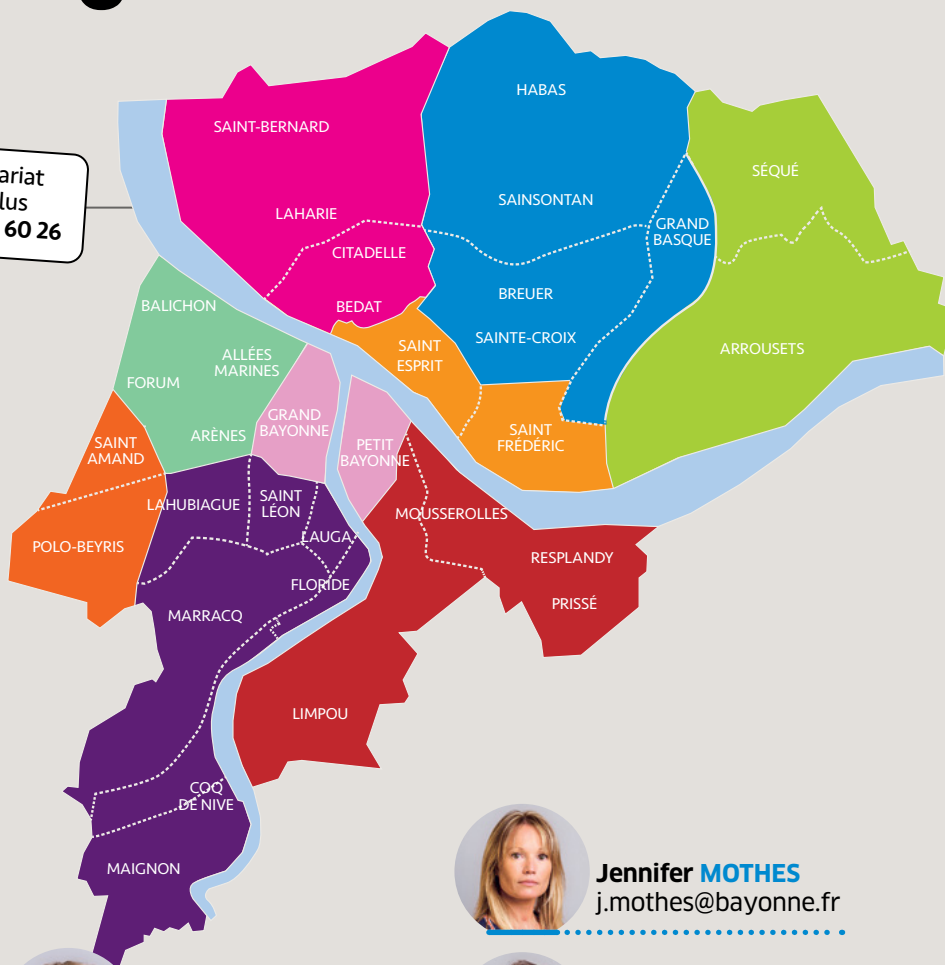 HABAS
SAINT-BERNARD
SÉQUÉ
ariat
lus
60 26
SAINSONTAN
LAHARIE
GRAND
BASQUE
CITADELLE
BREUER
BALICHON
BEDAT
SAINTE-CROIX
SAINT
ESPRIT
ARROUSETS
ALLÉES
MARINES
FORUM
GRAND
BAYONNE
ARÈNES
SAINT
FRÉDÉRIC
SAINT
AMAND
PETIT
BAYONNE
LAHUBIAGUE
SAINT
LÉON
MOUSSEROLLES
LAUGA
POLO-BEYRIS
RESPLANDY
FLORIDE
PRISSÉ
MARRACQ
LIMPOU
COQ
DE NIVE
MAIGNON
Jennifer MOTHES
j.mothes@bayonne.fr